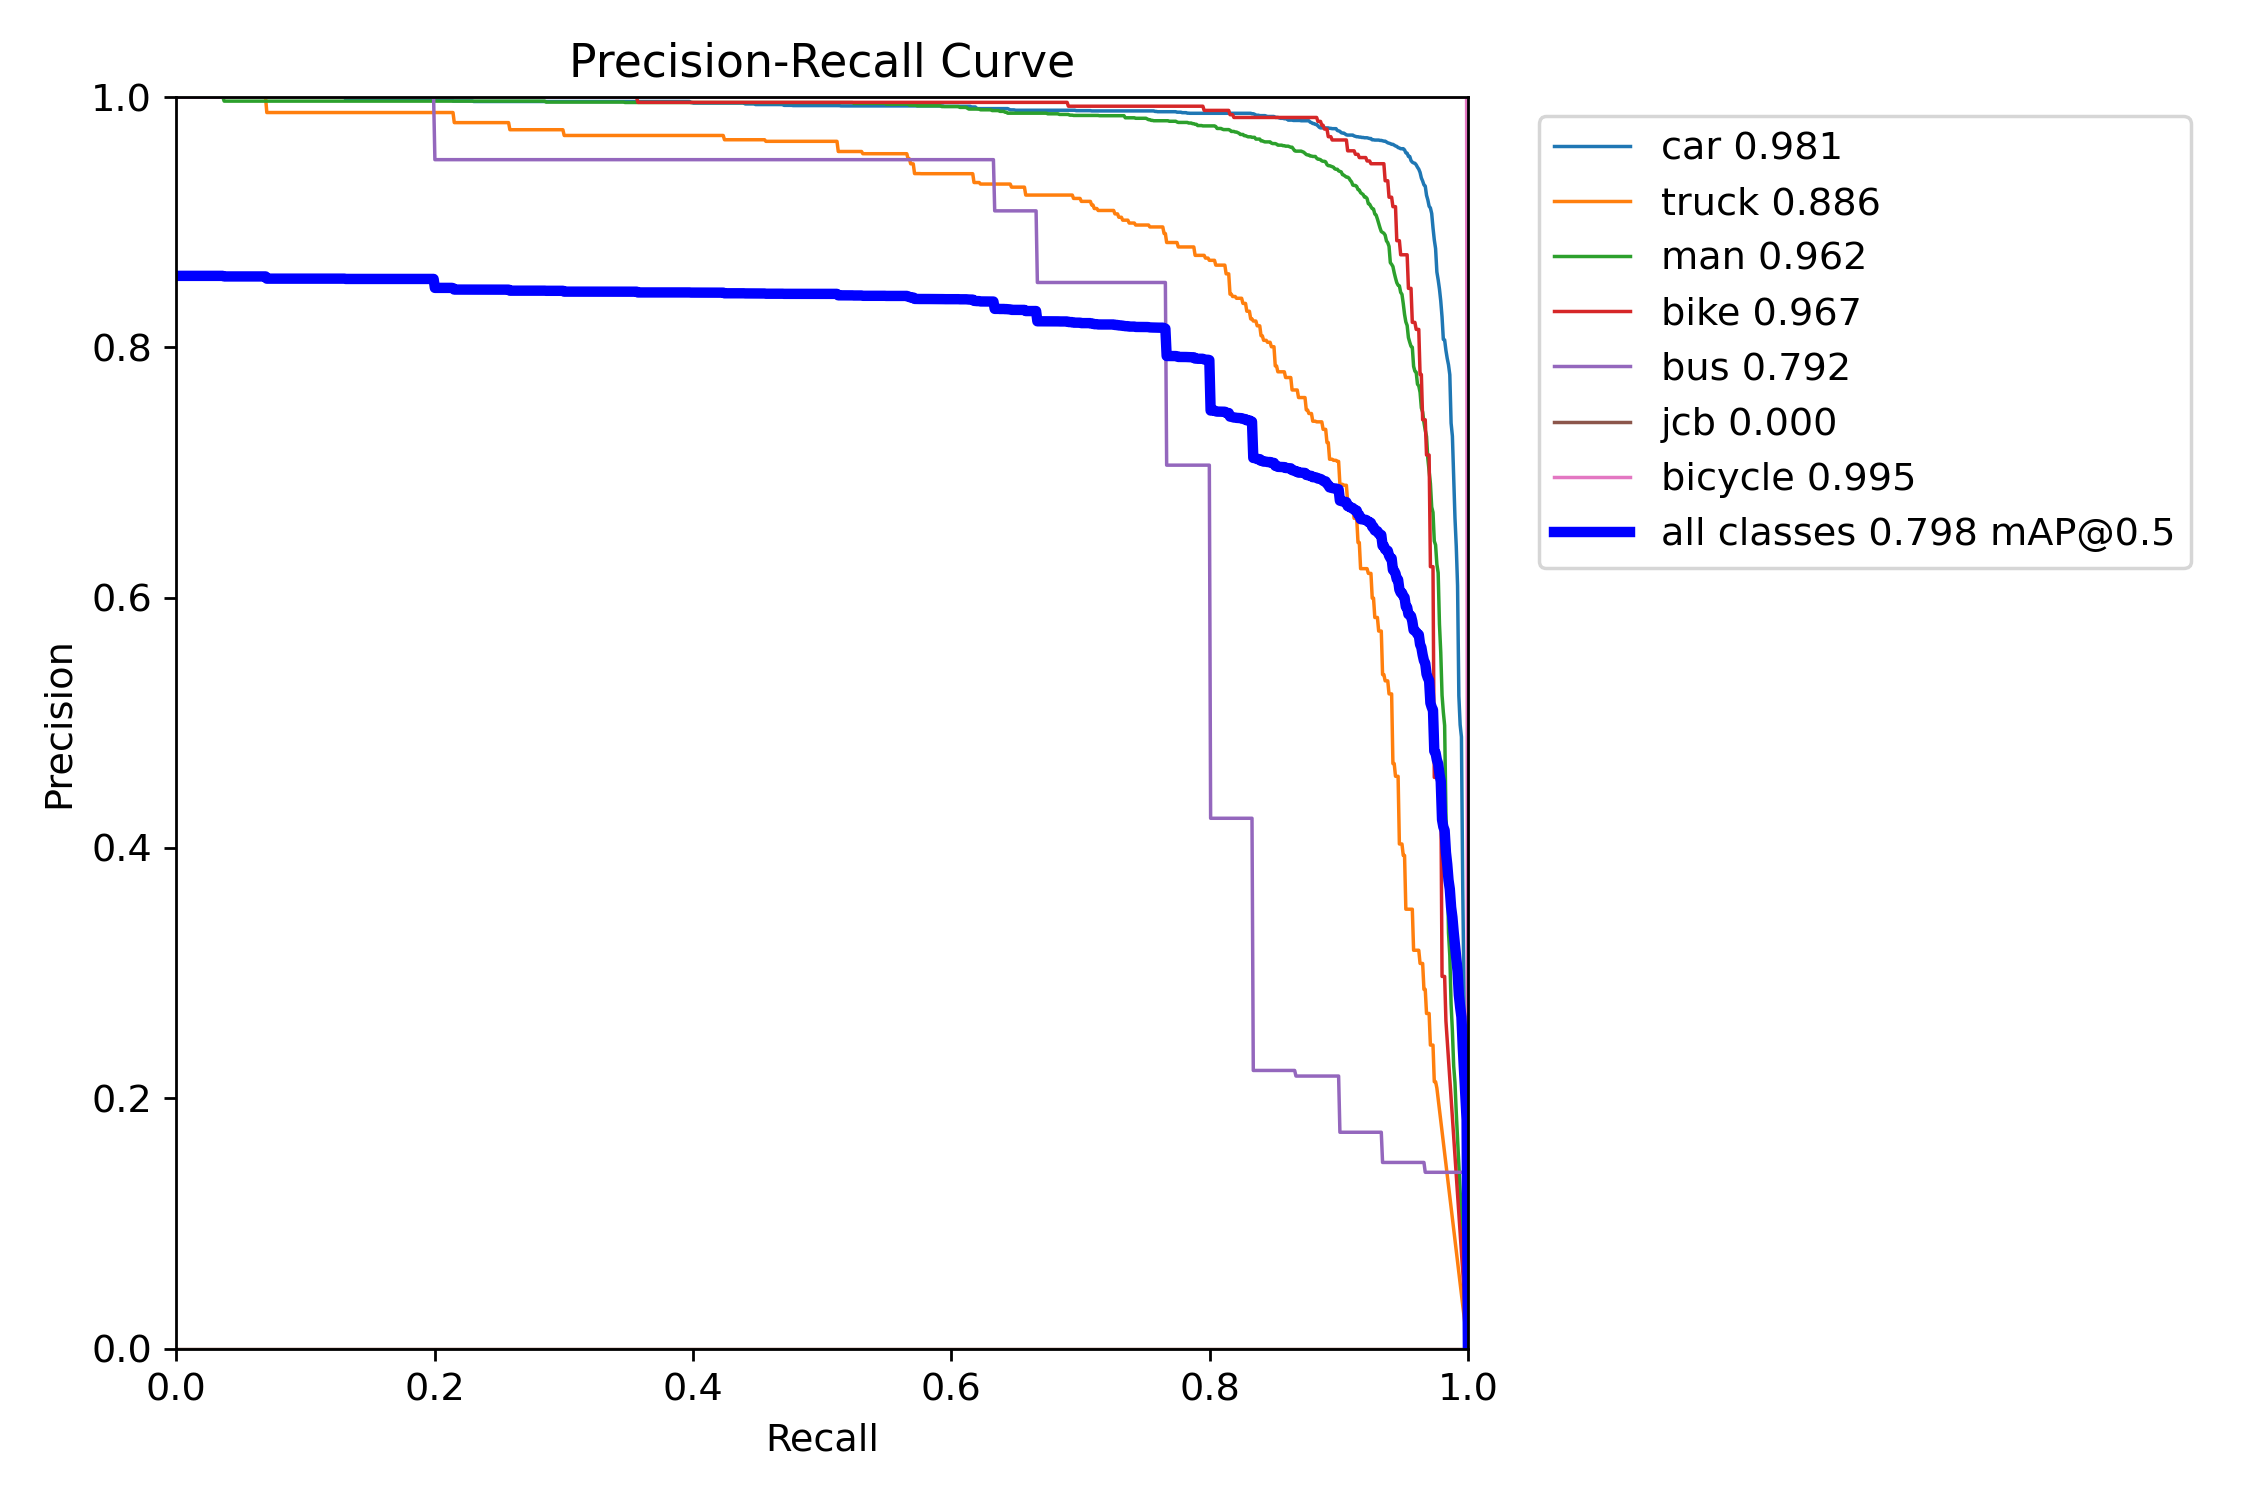 Precision-Recall Curve
1.0
0.8
0.6
0.4
0.2
0.0
Precision
0.0 0.2 0.4 0.6 0.8 1.0
Recall
car 0.981
truck 0.886
man 0.962
bike 0.967
bus 0.792
jcb 0.000
bicycle 0.995
all classes 0.798 mAP@0.5